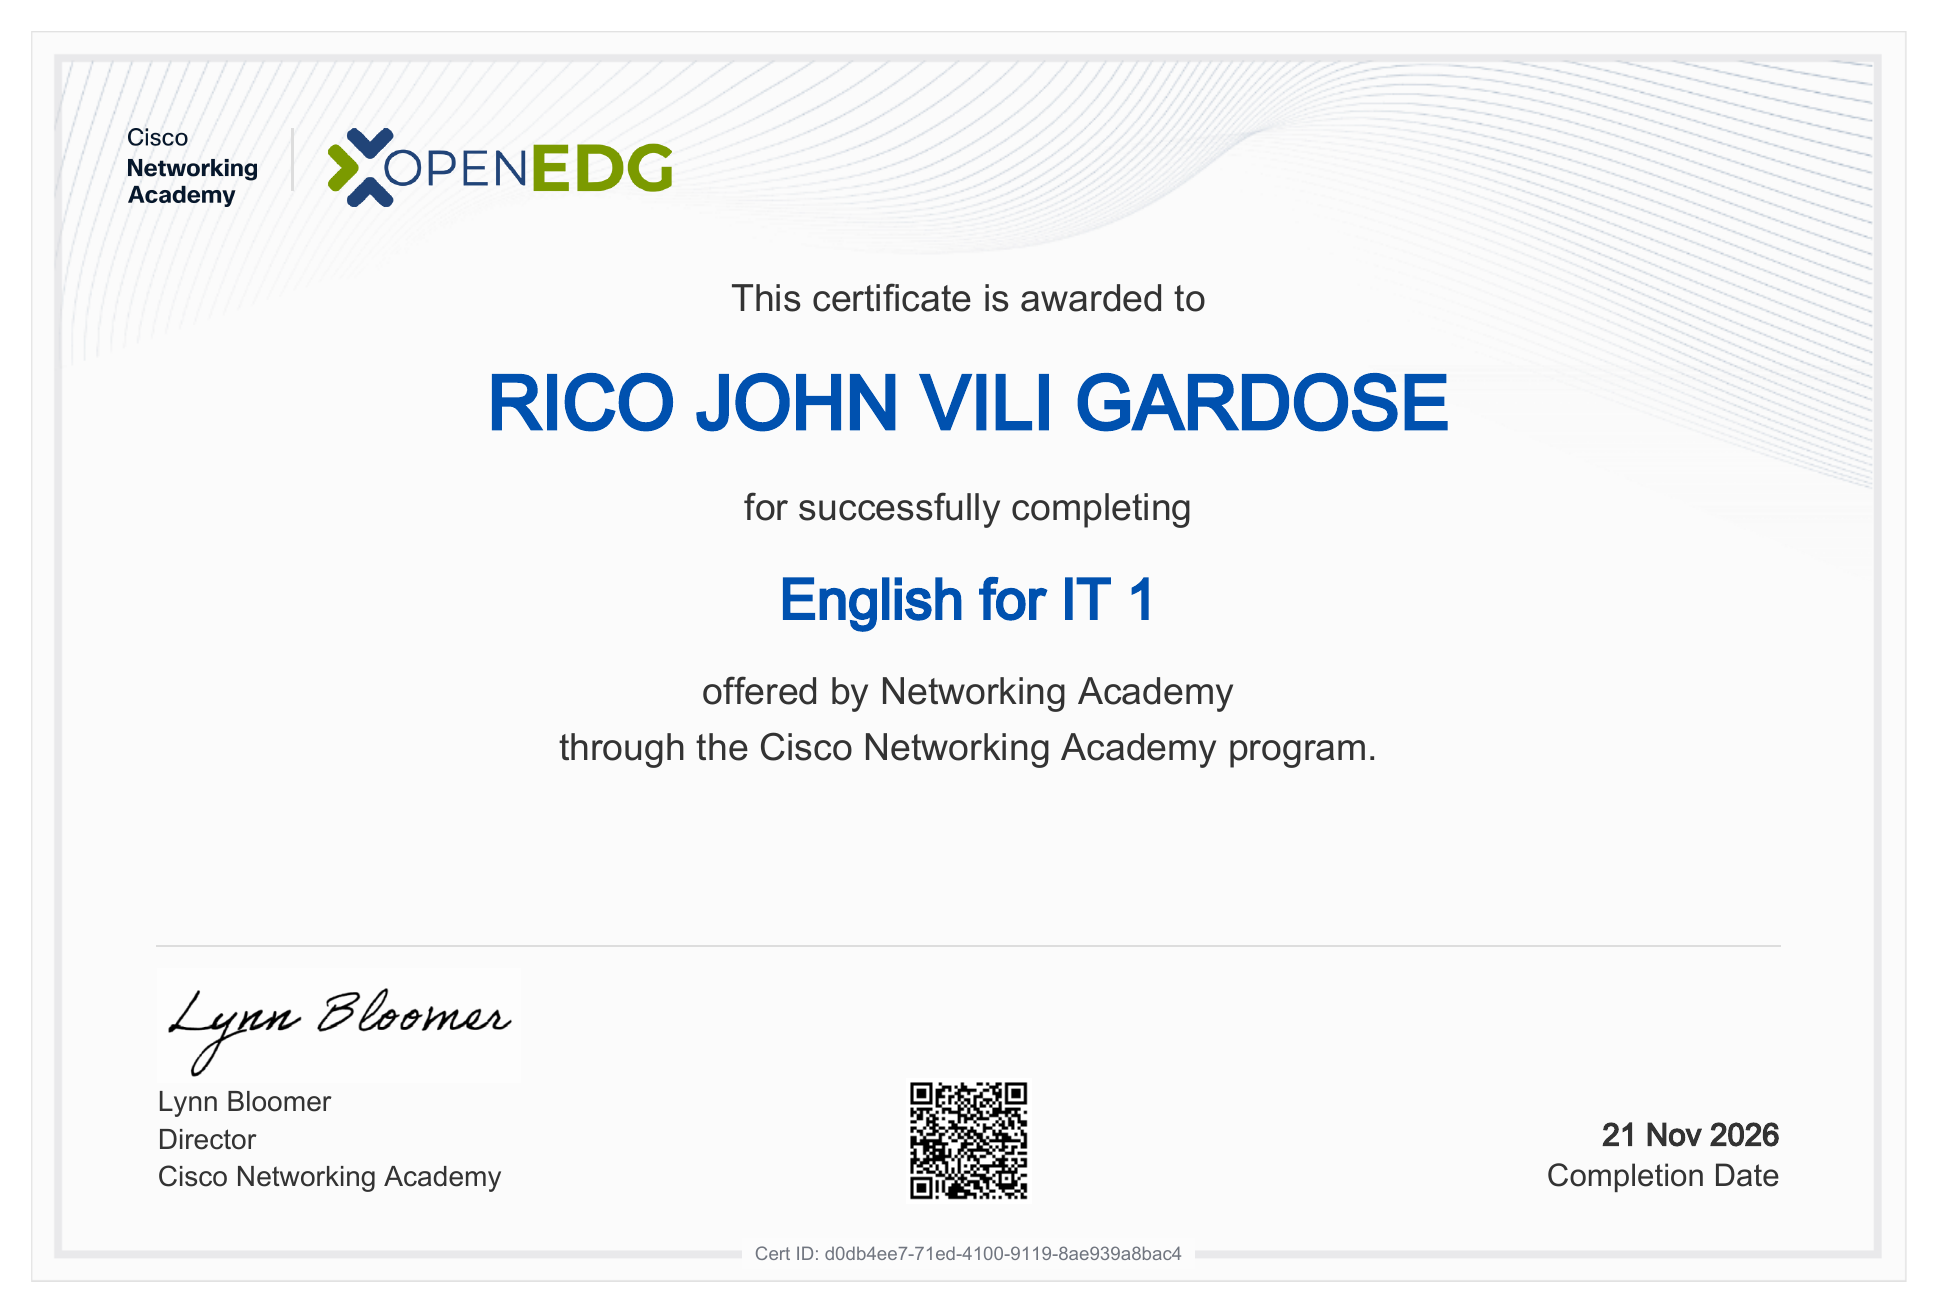 Cisco
Networking
Academy
OPENEDG
This certificate is awarded to
RICO JOHN VILI GARDOSE
for successfully completing
English for IT 1
offered by Networking Academy
through the Cisco Networking Academy program.
Lynn Bloomer
Lynn Bloomer
Director
Cisco Networking Academy
21 Nov 2026
Completion Date
Cert ID: d0db4ee7-71ed-4100-9119-8ae939a8bac4